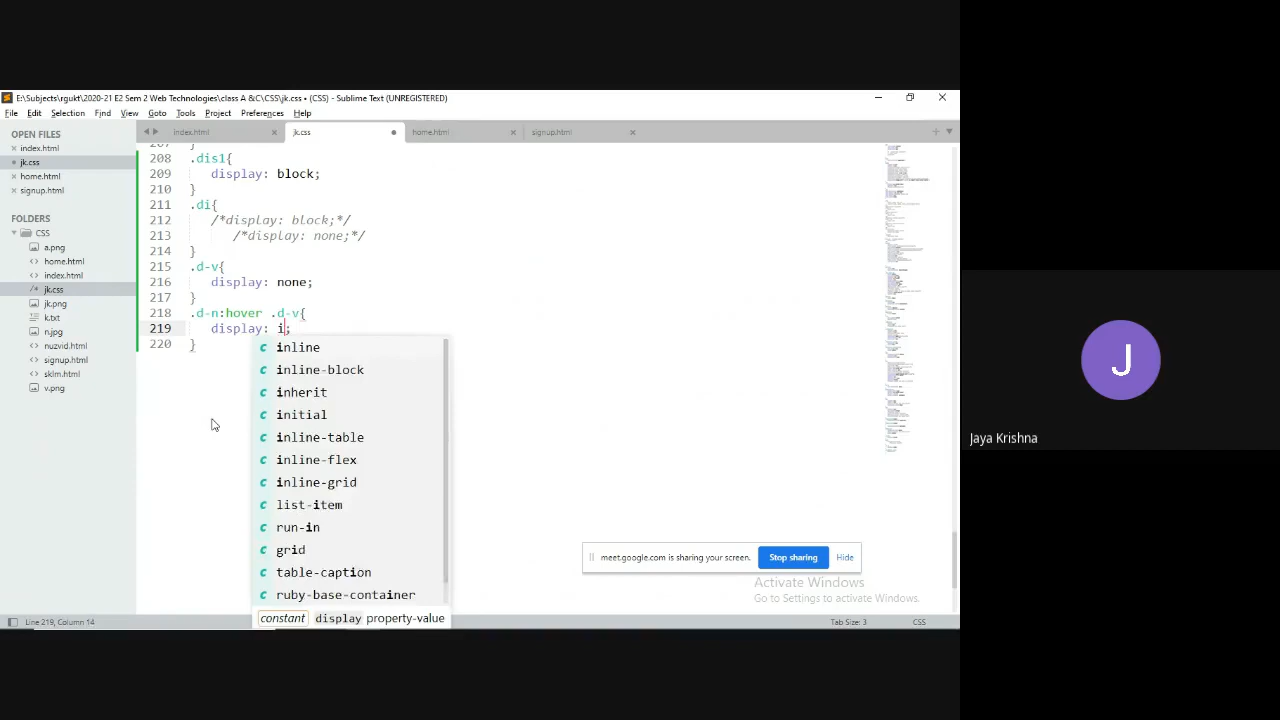 E:\Subjects\rgukt\2020-21 E2 Sem 2 Web Technologies\class A &C\CSS\jk.css • (CSS) - Sublime Text (UNREGISTERED)
File Edit Selection Find View Goto Tools Project Preferences Help
OPEN FILES
index.html
jk.css
home.html
signup.html
FOLDERS
CSS
a.png
home.html
index.html
jk.css
jk.png
k.txt
n.jpg
nuzvid.html
signup.html
skim.html
v.png
index.html jk.css home.html signup.html
207 }
208 .dis1{
209 display: block;
210 }
211 .di{
212 /*display: block;*/
213 /*display: none;*/
214 }
215 .d-v{
216 display: none;
217 }
218 .d-n:hover .d-v{
219 display: i;
220
inline
inline-block
inherit
initial
inline-table
inline-flex
inline-grid
list-item
run-in
grid
table-caption
ruby-base-container
constant display property-value
meet.google.com is sharing your screen. Stop sharing Hide
Activate Windows
Go to Settings to activate Windows.
Line 219, Column 14 Tab Size: 3 CSS
J
Jaya Krishna